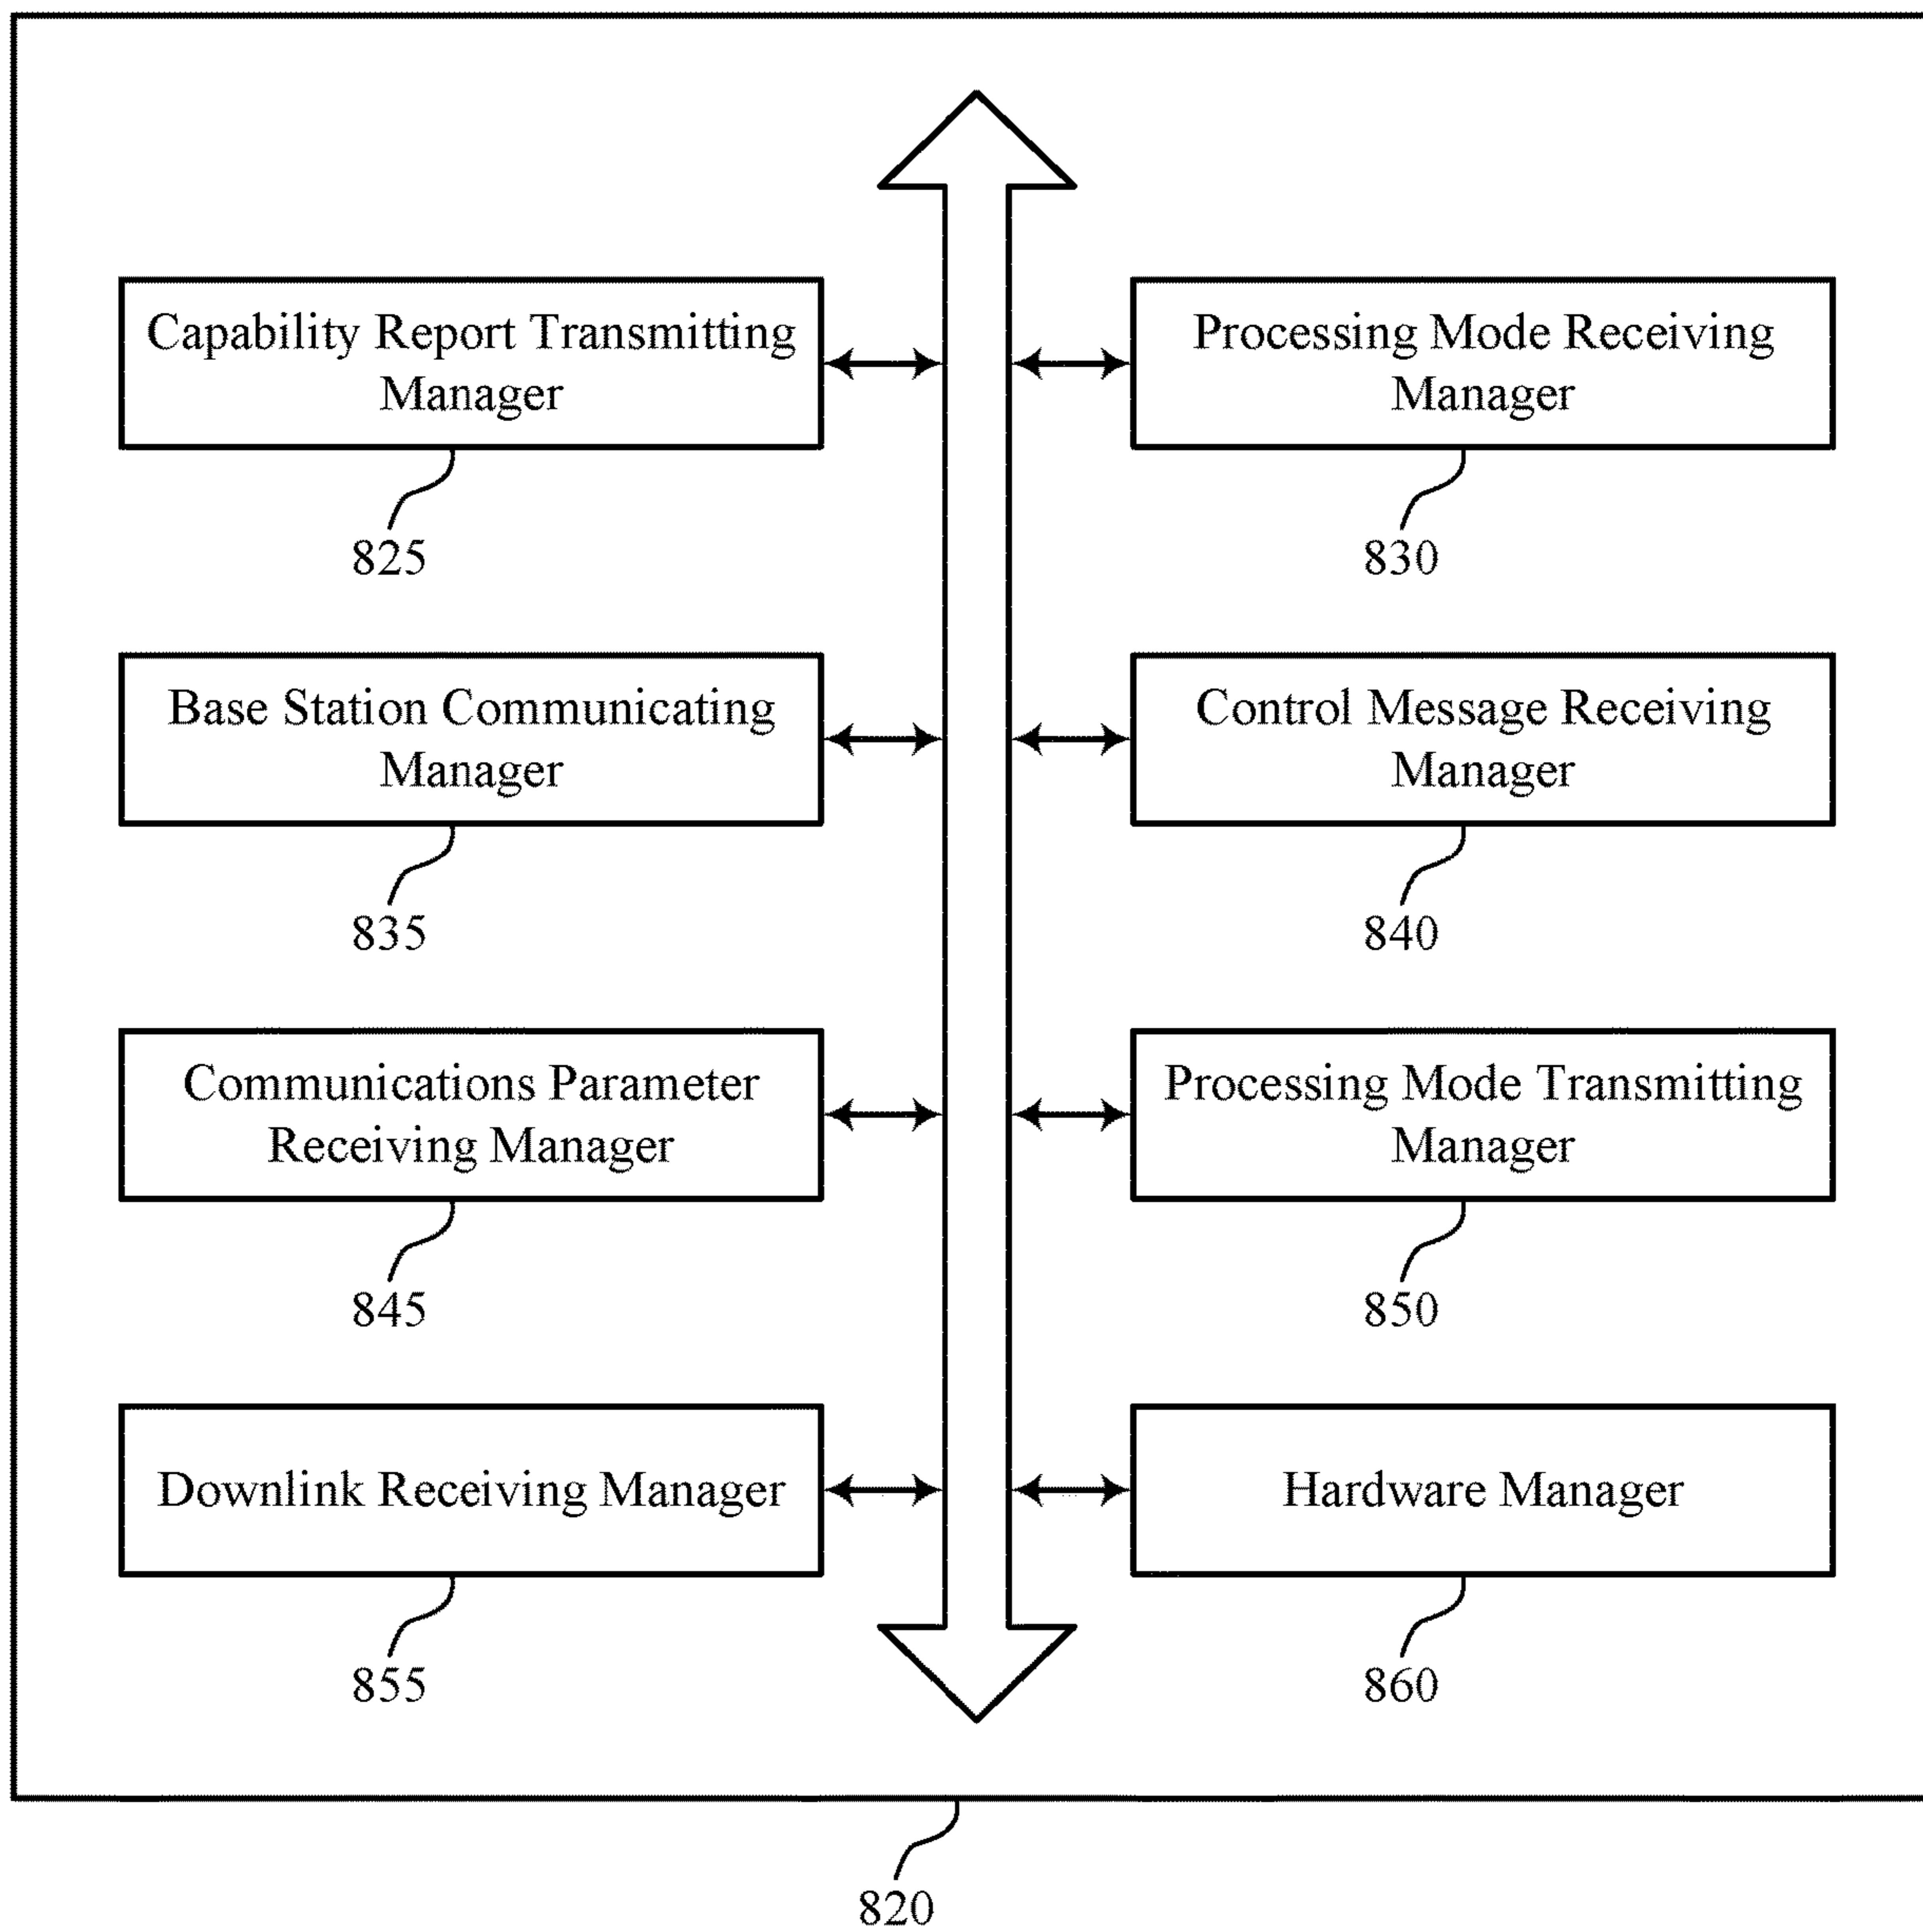 Capability Report Transmitting
Manager
825
Processing Mode Receiving
Manager
830
Base Station Communicating
Manager
835
Control Message Receiving
Manager
840
Communications Parameter
Receiving Manager
845
Processing Mode Transmitting
Manager
850
Downlink Receiving Manager
855
Hardware Manager
860
820